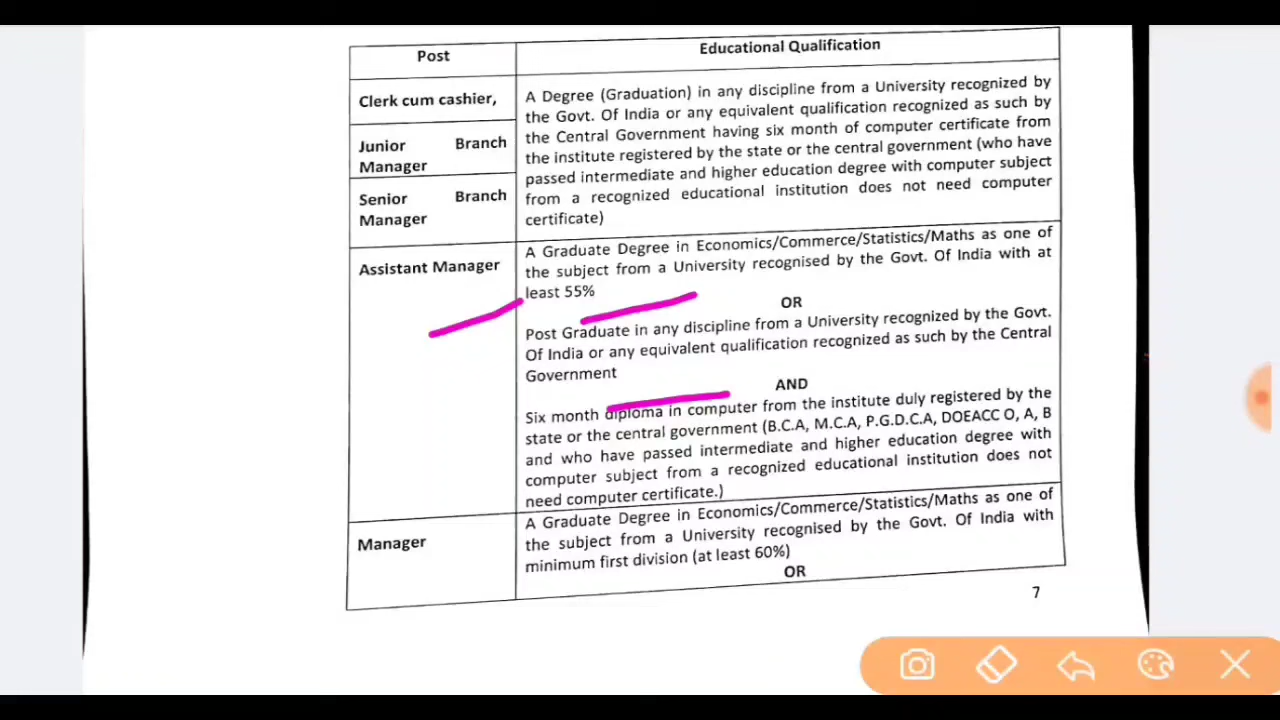 Post
Educational Qualification
Clerk cum cashier,
Junior Branch
Manager
Senior Branch
Manager
A Degree (Graduation) in any discipline from a University recognized by
the Govt. Of India or any equivalent qualification recognized as such by
the Central Government having six month of computer certificate from
the institute registered by the state or the central government (who have
passed intermediate and higher education degree with computer subject
from a recognized educational institution does not need computer
certificate)
Assistant Manager
A Graduate Degree in Economics/Commerce/Statistics/Maths as one of
the subject from a University recognised by the Govt. Of India with at
least 55%
OR
Post Graduate in any discipline from a University recognized by the Govt.
Of India or any equivalent qualification recognized as such by the Central
Government
AND
Six month diploma in computer from the institute duly registered by the
state or the central government (B.C.A, M.C.A, P.G.D.C.A, DOEACC O, A, B
and who have passed intermediate and higher education degree with
computer subject from a recognized educational institution does not
need computer certificate.)
Manager
A Graduate Degree in Economics/Commerce/Statistics/Maths as one of
the subject from a University recognised by the Govt. Of India with
minimum first division (at least 60%)
OR
7